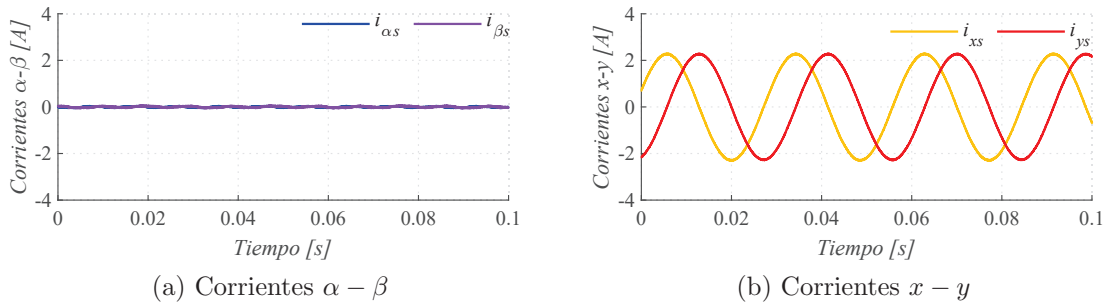 Corrientes α-β [A]
4
2
0
-2
-4
i_αs i_βs
0 0.02 0.04 0.06 0.08 0.1
Tiempo [s]
(a) Corrientes α − β
Corrientes x-y [A]
4
2
0
-2
-4
i_xs i_ys
0 0.02 0.04 0.06 0.08 0.1
Tiempo [s]
(b) Corrientes x − y